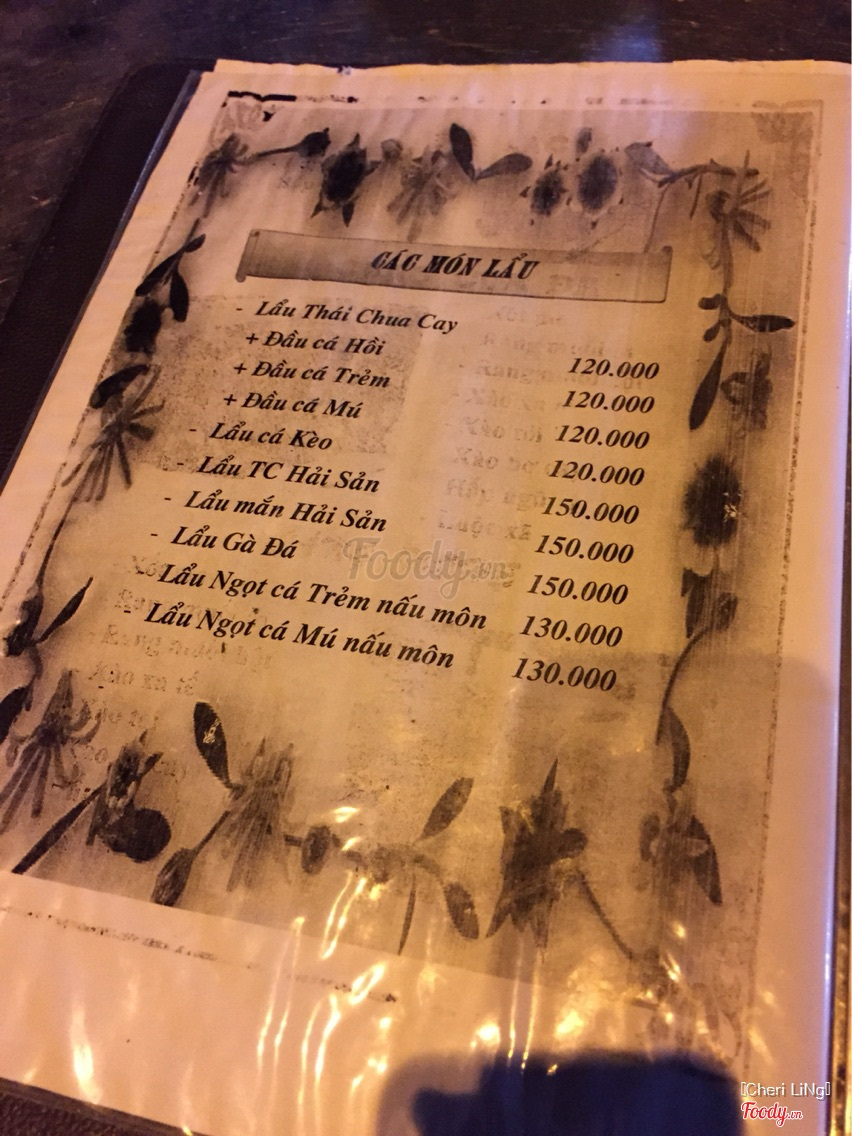 CÁC MÓN LẨU
- Lẩu Thái Chua Cay
+ Đầu cá Hồi 120.000
+ Đầu cá Trẻm 120.000
+ Đầu cá Mú 120.000
- Lẩu cá Kèo 120.000
- Lẩu TC Hải Sản 150.000
- Lẩu mắn Hải Sản 150.000
- Lẩu Gà Đá 150.000
- Lẩu Ngọt cá Trẻm nấu môn 130.000
- Lẩu Ngọt cá Mú nấu môn 130.000
Foody.vn
[Cheri LiNg]
Foody.vn